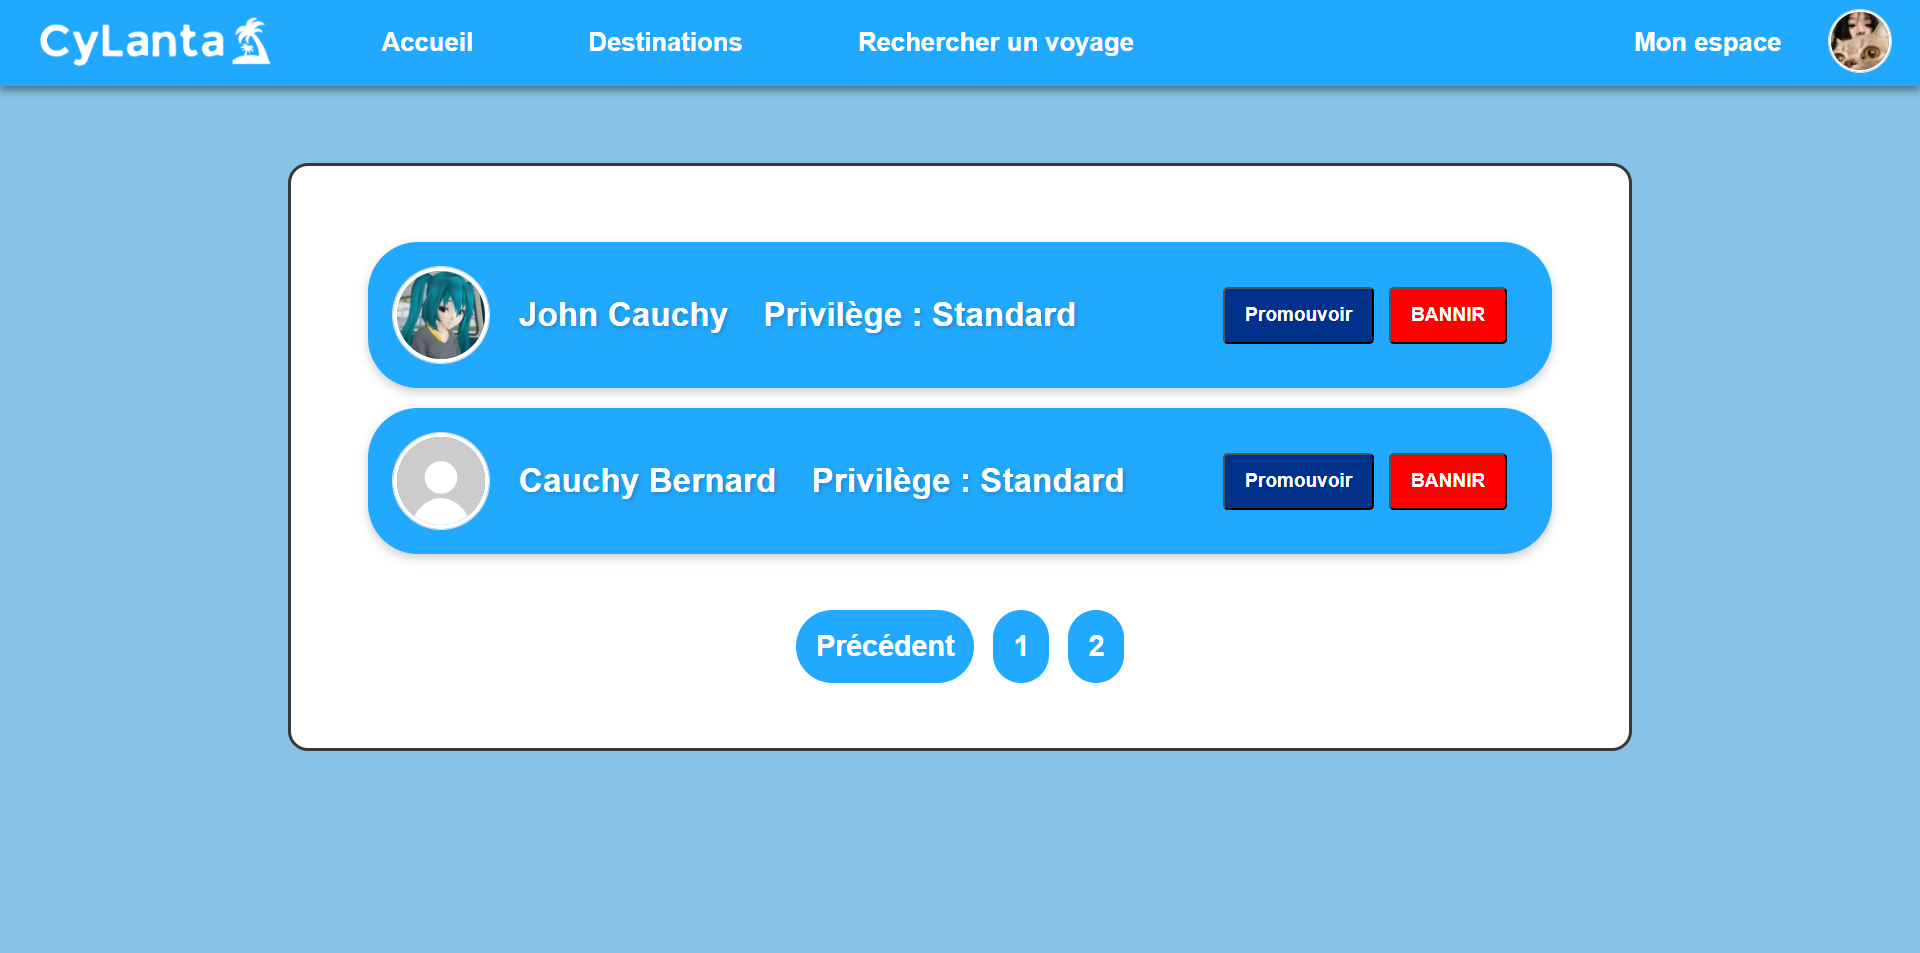 CyLanta Accueil Destinations Rechercher un voyage Mon espace
John Cauchy Privilège : Standard Promouvoir BANNIR
Cauchy Bernard Privilège : Standard Promouvoir BANNIR
Précédent 1 2